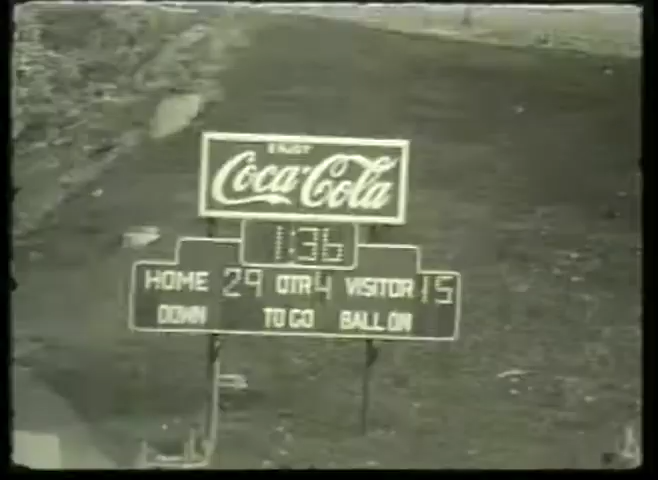 ENJOY
Coca-Cola
1:36
HOME 29 QTR 4 VISITOR 15
DOWN TO GO BALL ON